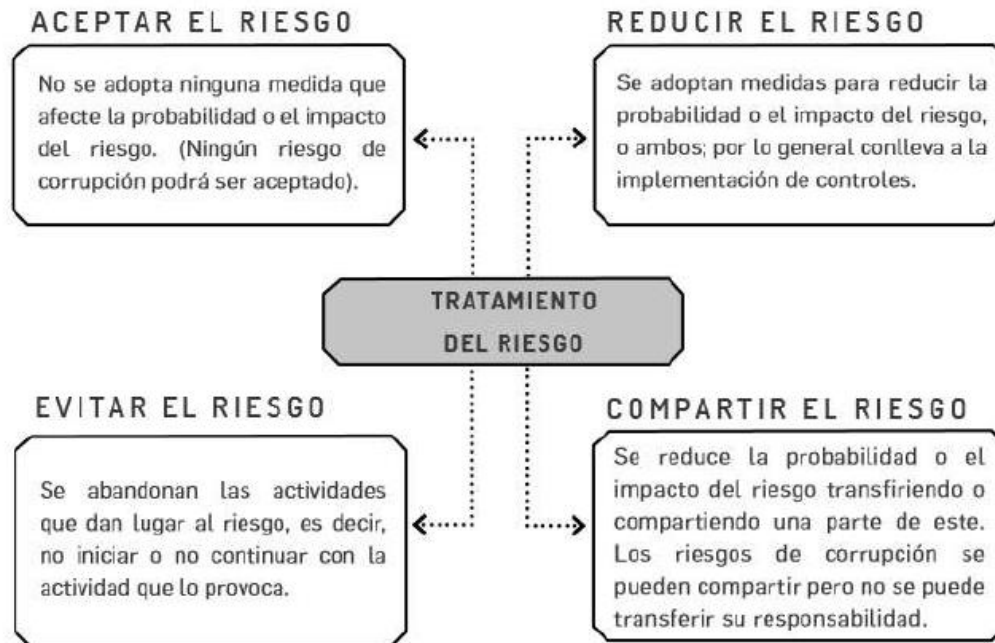 ACEPTAR EL RIESGO
No se adopta ninguna medida que
afecte la probabilidad o el impacto
del riesgo. (Ningún riesgo de
corrupción podrá ser aceptado).
REDUCIR EL RIESGO
Se adoptan medidas para reducir la
probabilidad o el impacto del riesgo,
o ambos; por lo general conlleva a la
implementación de controles.
TRATAMIENTO
DEL RIESGO
EVITAR EL RIESGO
Se abandonan las actividades
que dan lugar al riesgo, es decir,
no iniciar o no continuar con la
actividad que lo provoca.
COMPARTIR EL RIESGO
Se reduce la probabilidad o el
impacto del riesgo transfiriendo o
compartiendo una parte de este.
Los riesgos de corrupción se
pueden compartir pero no se puede
transferir su responsabilidad.